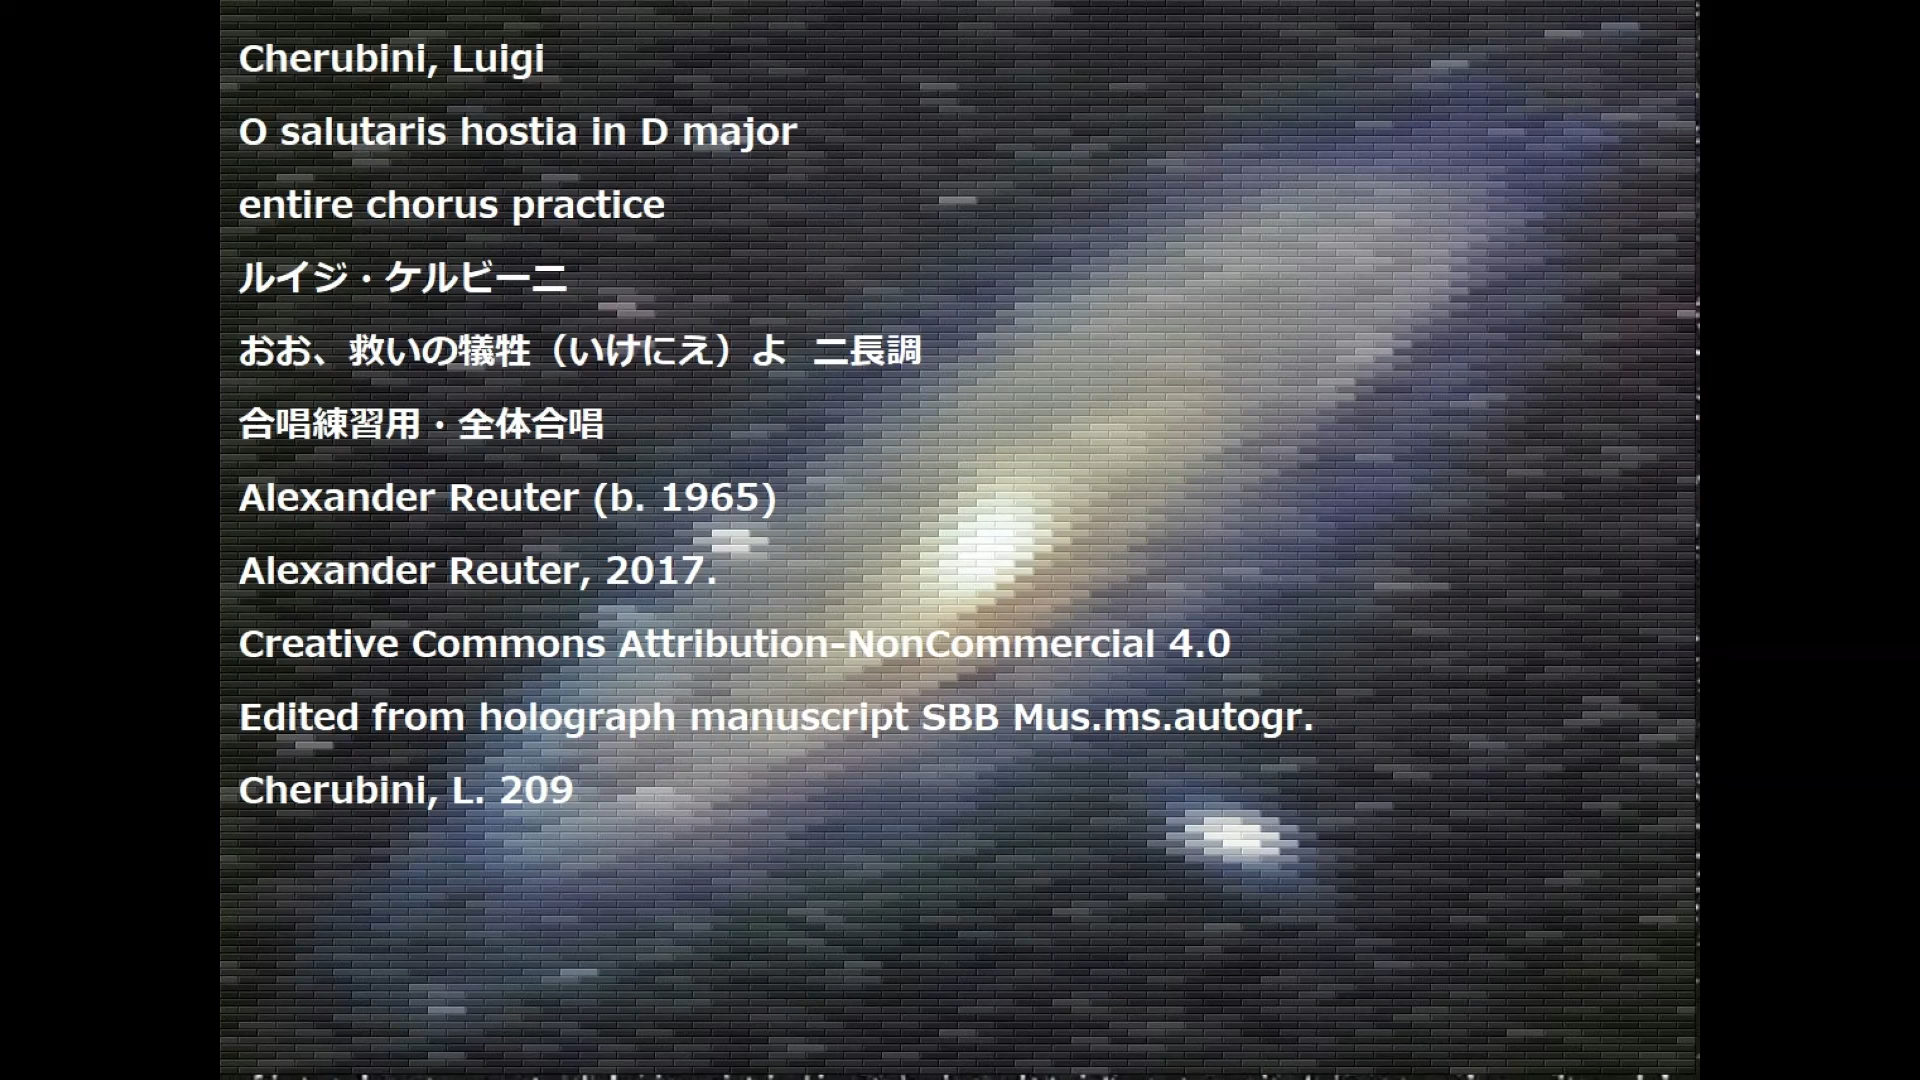 Cherubini, Luigi
O salutaris hostia in D major
entire chorus practice
ルイジ・ケルビーニ
おお、救いの犠牲（いけにえ）よ ニ長調
合唱練習用・全体合唱
Alexander Reuter (b. 1965)
Alexander Reuter, 2017.
Creative Commons Attribution-NonCommercial 4.0
Edited from holograph manuscript SBB Mus.ms.autogr.
Cherubini, L. 209